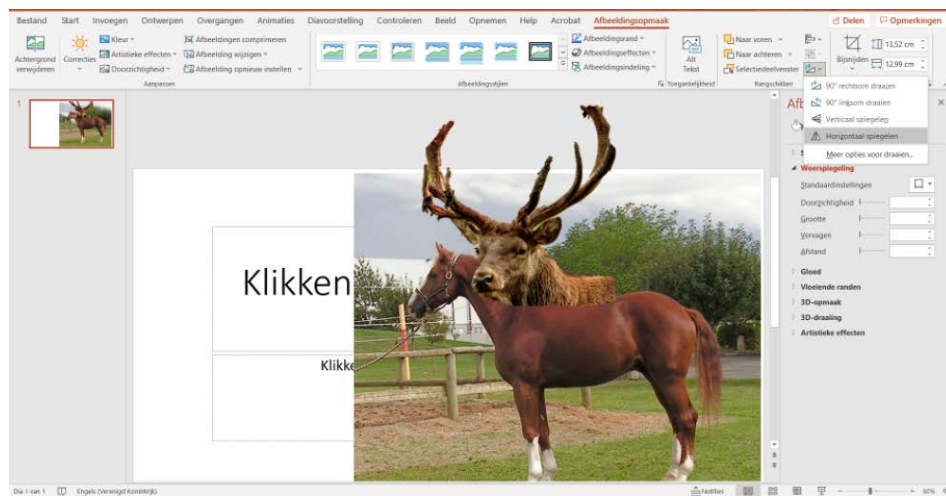 Bestand Start Invoegen Ontwerpen Overgangen Animaties Diavoorstelling Controleren Beeld Opnemen Help Acrobat Afbeeldingsopmaak Delen Opmerkingen
Achtergrond verwijderen
Correcties
Kleur
Artistieke effecten
Doorzichtigheid
Afbeeldingen comprimeren
Afbeelding wijzigen
Afbeelding opnieuw instellen
Aanpassen
Afbeeldingsstijlen
Afbeeldingsrand
Afbeeldingseffecten
Afbeeldingsindeling
Alt
Tekst
Toegankelijkheid
Naar voren
Naar achteren
Selectiedeelvenster
Rangschikken
Bijsnijden
13,52 cm
12,99 cm
90° rechtsom draaien
90° linksom draaien
Verticaal spiegelen
Horizontaal spiegelen
Meer opties voor draaien...
1
Klikken
Klikke
Afb
Weerspiegeling
Standaardinstellingen
Doorzichtigheid
Grootte
Vervagen
Afstand
Gloed
Vloeiende randen
3D-opmaak
3D-draaiing
Artistieke effecten
Dia 1 van 1 Engels (Verenigd Koninkrijk) Notities 92%